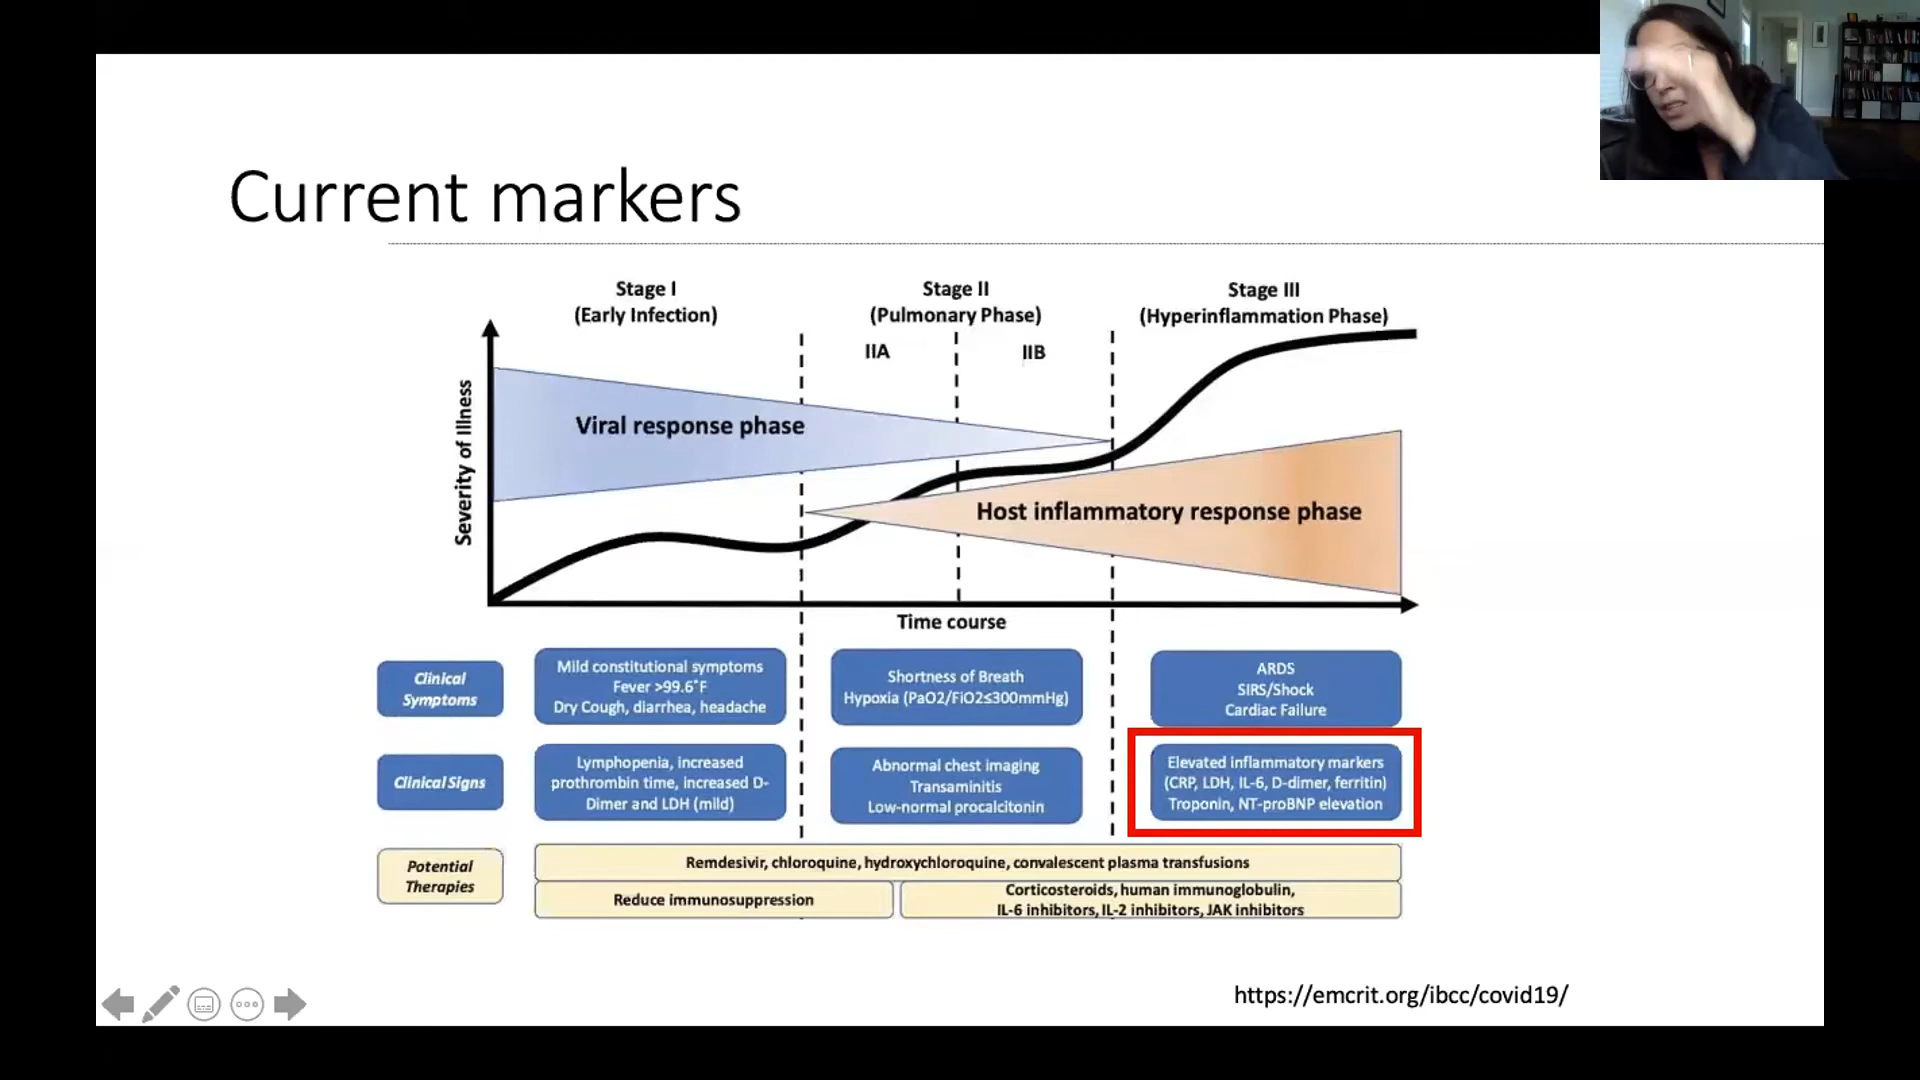 Current markers
Stage I
(Early Infection)
Stage II
(Pulmonary Phase)
Stage III
(Hyperinflammation Phase)
IIA
IIB
Severity of Illness
Viral response phase
Host inflammatory response phase
Time course
Clinical
Symptoms
Mild constitutional symptoms
Fever >99.6°F
Dry Cough, diarrhea, headache
Shortness of Breath
Hypoxia (PaO2/FiO2≤300mmHg)
ARDS
SIRS/Shock
Cardiac Failure
Clinical Signs
Lymphopenia, increased
prothrombin time, increased D-
Dimer and LDH (mild)
Abnormal chest imaging
Transaminitis
Low-normal procalcitonin
Elevated inflammatory markers
(CRP, LDH, IL-6, D-dimer, ferritin)
Troponin, NT-proBNP elevation
Potential
Therapies
Remdesivir, chloroquine, hydroxychloroquine, convalescent plasma transfusions
Reduce immunosuppression
Corticosteroids, human immunoglobulin,
IL-6 inhibitors, IL-2 inhibitors, JAK inhibitors
https://emcrit.org/ibcc/covid19/